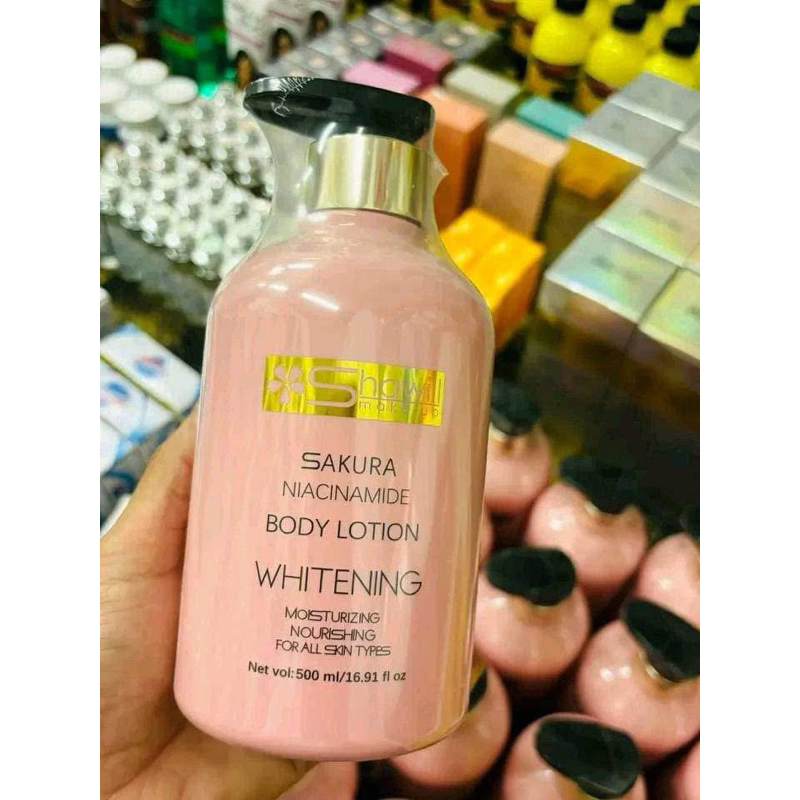 Shawill
makeup
SAKURA
NIACINAMIDE
BODY LOTION
WHITENING
MOISTURIZING
NOURISHING
FOR ALL SKIN TYPES
Net vol:500 ml/16.91 fl oz